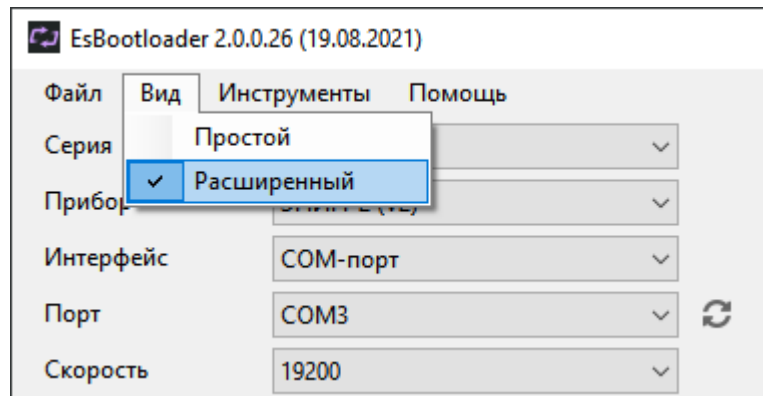 EsBootloader 2.0.0.26 (19.08.2021)
Файл Вид Инструменты Помощь
Серия Простой
Расширенный
Прибор
Интерфейс COM-порт
Порт COM3
Скорость 19200